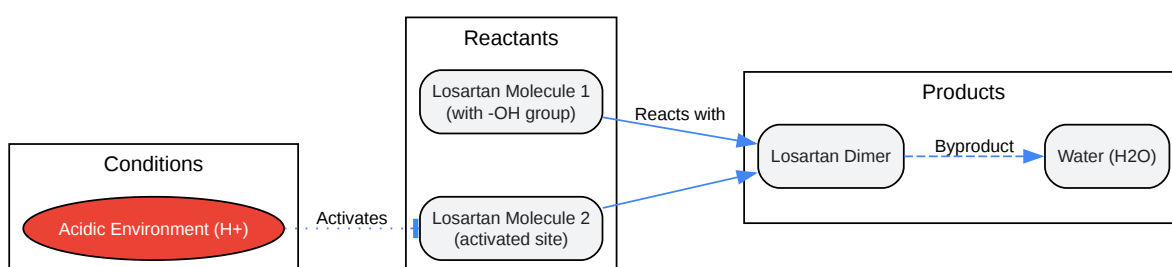 Conditions
Acidic Environment (H+)
Activates
Reactants
Losartan Molecule 1
(with -OH group)
Losartan Molecule 2
(activated site)
Reacts with
Products
Losartan Dimer
Byproduct
Water (H2O)